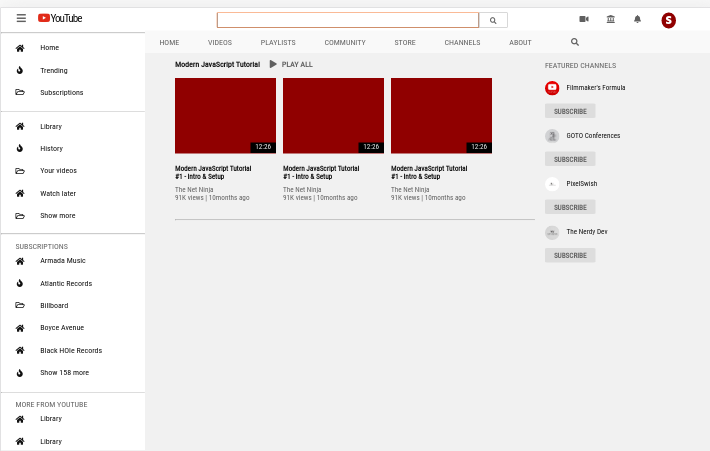 YouTube
S
Home
Trending
Subscriptions
Library
History
Your videos
Watch later
Show more
SUBSCRIPTIONS
Armada Music
Atlantic Records
Billboard
Boyce Avenue
Black HOle Records
Show 158 more
MORE FROM YOUTUBE
Library
Library
HOME VIDEOS PLAYLISTS COMMUNITY STORE CHANNELS ABOUT
Modern JavaScript Tutorial PLAY ALL
12:26 12:26 12:26
Modern JavaScript Tutorial Modern JavaScript Tutorial Modern JavaScript Tutorial
#1 - Intro & Setup #1 - Intro & Setup #1 - Intro & Setup
The Net Ninja The Net Ninja The Net Ninja
91K views | 10months ago 91K views | 10months ago 91K views | 10months ago
FEATURED CHANNELS
Filmmaker's Formula
SUBSCRIBE
GOTO Conferences
SUBSCRIBE
PixelSwish
SUBSCRIBE
The Nerdy Dev
SUBSCRIBE